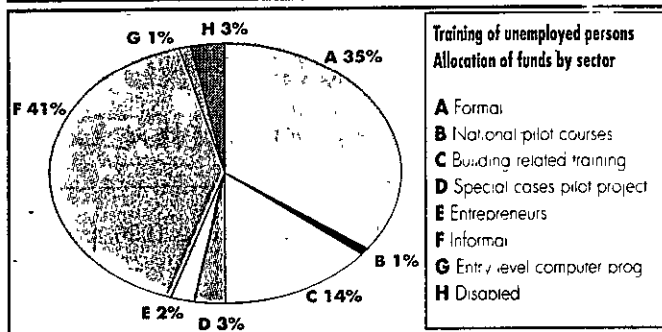 G 1%
H 3%
A 35%
F 41%
B 1%
C 14%
D 3%
E 2%
Training of unemployed persons
Allocation of funds by sector
A Formal
B National pilot courses
C Building related training
D Special cases pilot project
E Entrepreneurs
F Informal
G Entry level computer prog
H Disabled